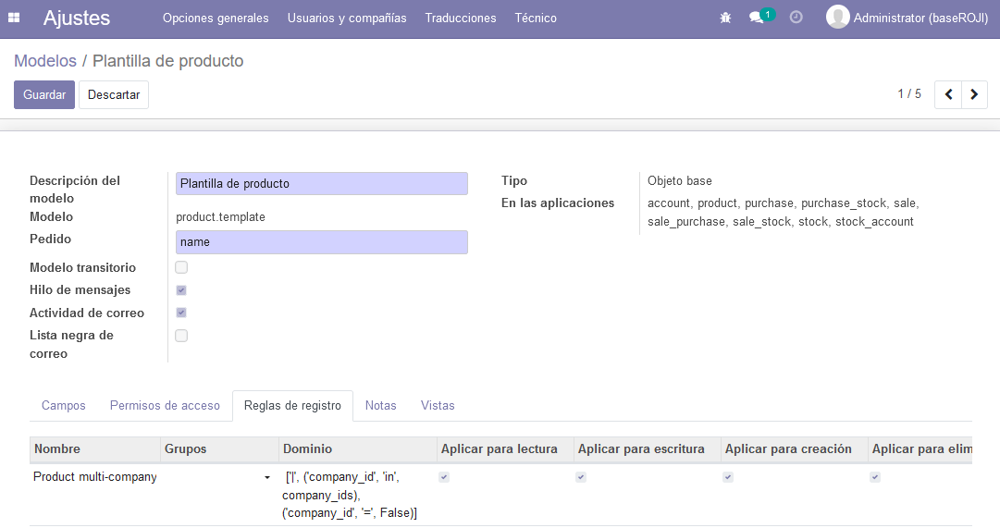 Ajustes
Opciones generales Usuarios y compañías Traducciones Técnico
1 Administrator (baseROJI)
Modelos / Plantilla de producto
Guardar Descartar
1 / 5
Descripción del modelo Plantilla de producto
Modelo product.template
Pedido name
Modelo transitorio
Hilo de mensajes
Actividad de correo
Lista negra de correo
Tipo Objeto base
En las aplicaciones account, product, purchase, purchase_stock, sale,
sale_purchase, sale_stock, stock, stock_account
Campos Permisos de acceso Reglas de registro Notas Vistas
Nombre Grupos Dominio Aplicar para lectura Aplicar para escritura Aplicar para creación Aplicar para elim
Product multi-company ['|', ('company_id', 'in',
company_ids),
('company_id', '=', False)]